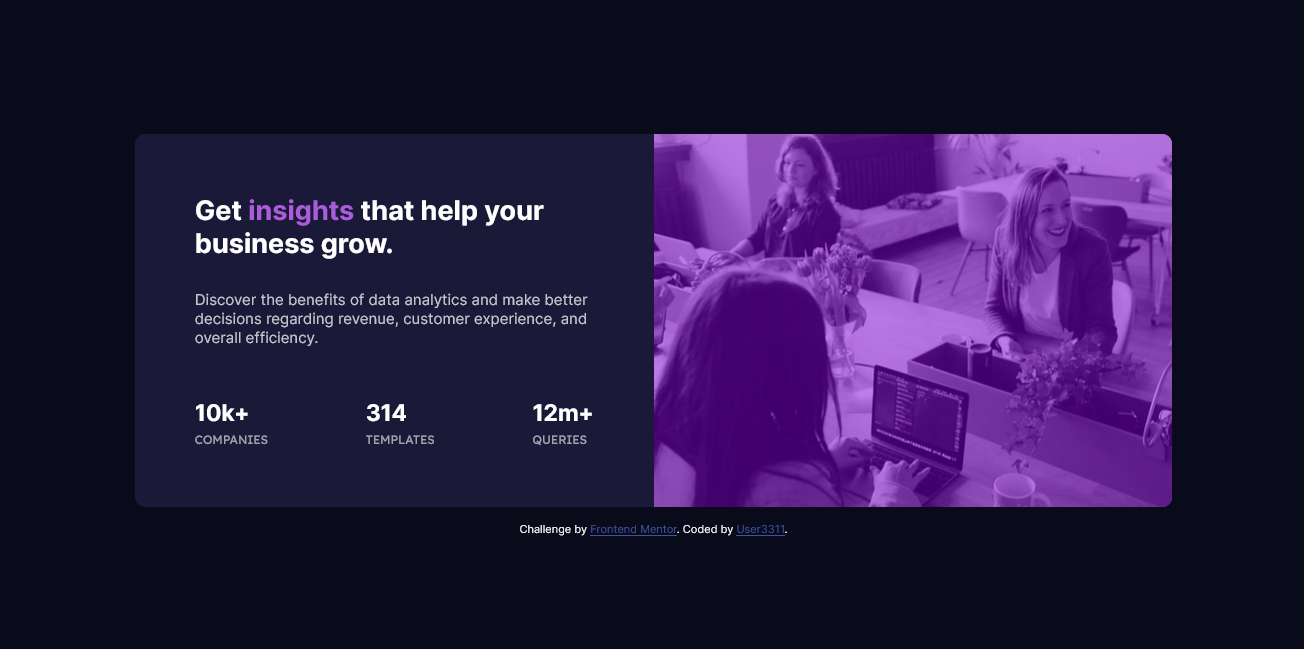 Get insights that help your
business grow.
Discover the benefits of data analytics and make better
decisions regarding revenue, customer experience, and
overall efficiency.
10k+ 314 12m+
COMPANIES TEMPLATES QUERIES
Challenge by Frontend Mentor. Coded by User3311.